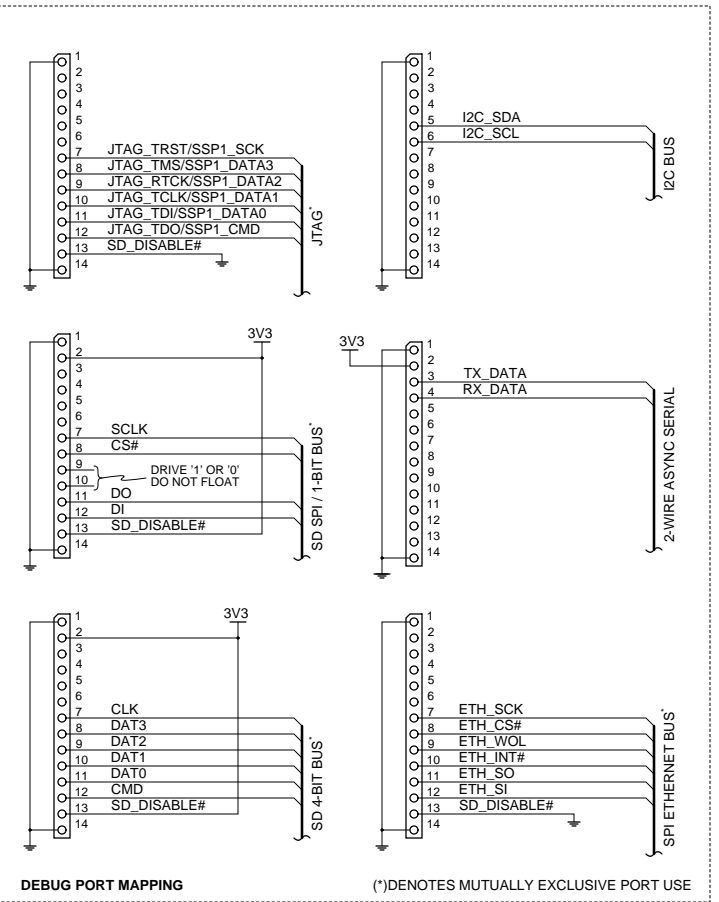 1
2
3
4
5
6
7 JTAG_TRST/SSP1_SCK
8 JTAG_TMS/SSP1_DATA3
9 JTAG_RTCK/SSP1_DATA2
10 JTAG_TCLK/SSP1_DATA1
11 JTAG_TDI/SSP1_DATA0
12 JTAG_TDO/SSP1_CMD
13 SD_DISABLE#
14
JTAG*
1
2
3
4
5 I2C_SDA
6 I2C_SCL
7
8
9
10
11
12
13
14
I2C BUS
3V3
1
2
3
4
5
6
7 SCLK
8 CS#
9 DRIVE '1' OR '0'
10 DO NOT FLOAT
11 DO
12 DI
13 SD_DISABLE#
14
SD SPI / 1-BIT BUS*
3V3
1
2
3 TX_DATA
4 RX_DATA
5
6
7
8
9
10
11
12
13
14
2-WIRE ASYNC SERIAL
3V3
1
2
3
4
5
6
7 CLK
8 DAT3
9 DAT2
10 DAT1
11 DAT0
12 CMD
13 SD_DISABLE#
14
SD 4-BIT BUS*
1
2
3
4
5
6
7 ETH_SCK
8 ETH_CS#
9 ETH_WOL
10 ETH_INT#
11 ETH_SO
12 ETH_SI
13 SD_DISABLE#
14
SPI ETHERNET BUS*
DEBUG PORT MAPPING
(*)DENOTES MUTUALLY EXCLUSIVE PORT USE